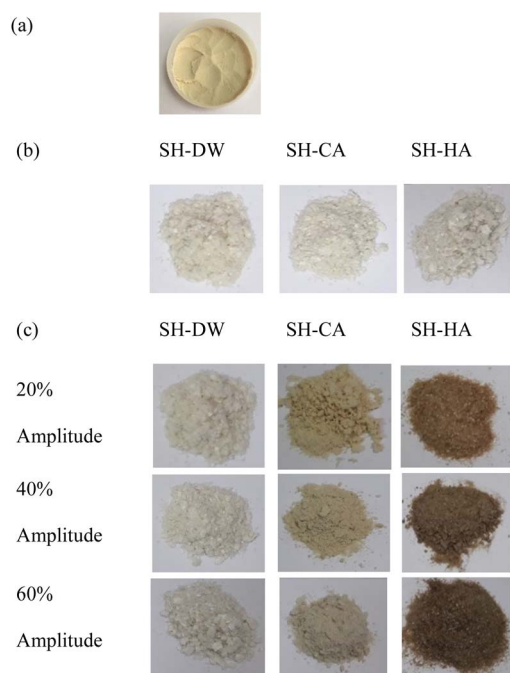 (a)
(b) SH-DW SH-CA SH-HA
(c) SH-DW SH-CA SH-HA
20%
Amplitude
40%
Amplitude
60%
Amplitude